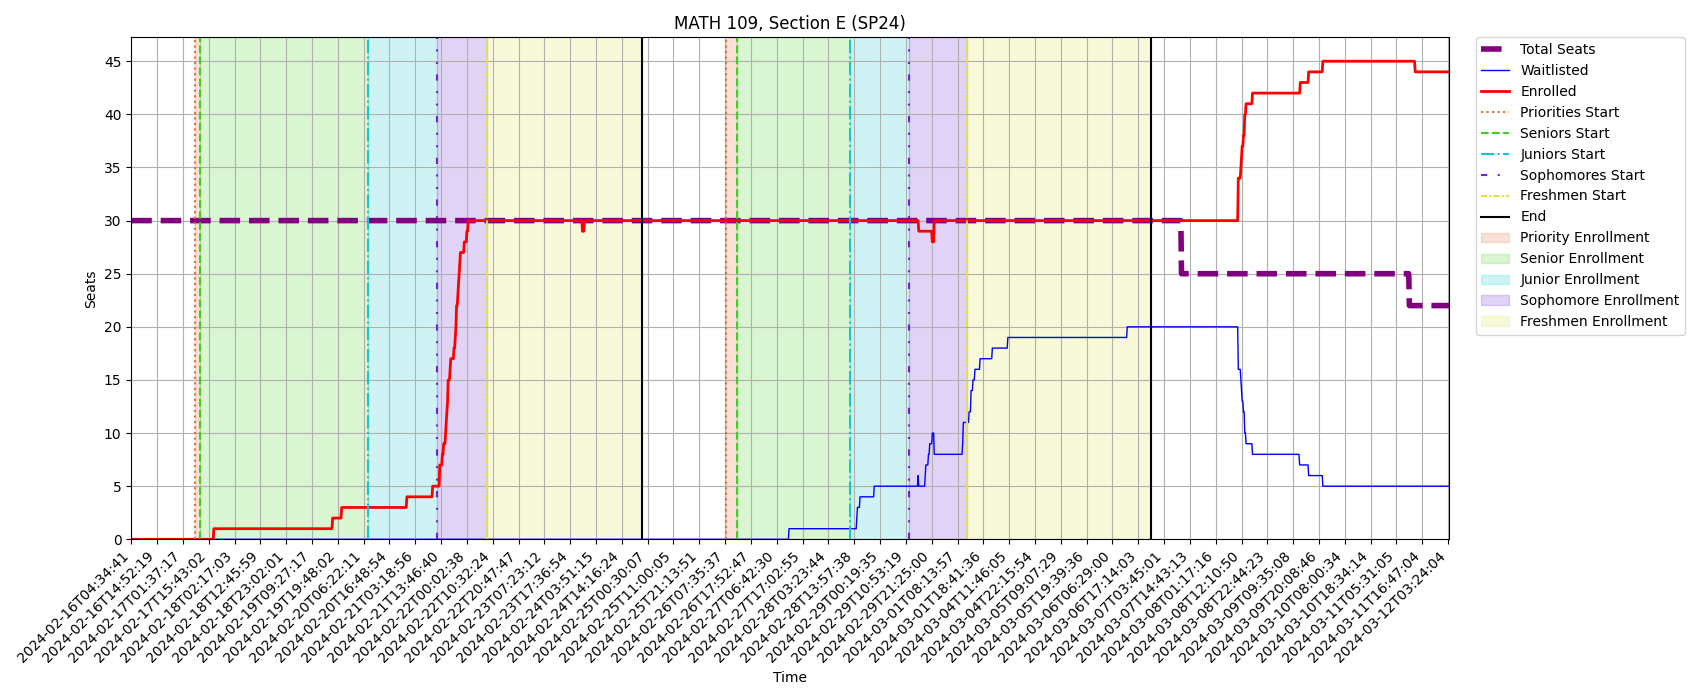 MATH 109, Section E (SP24)
Seats
45
40
35
30
25
20
15
10
5
0
2024-02-16T04:34:41
2024-02-16T14:52:19
2024-02-17T01:37:17
2024-02-17T15:43:02
2024-02-18T02:17:03
2024-02-18T12:45:59
2024-02-18T23:02:01
2024-02-19T09:27:17
2024-02-19T19:48:02
2024-02-20T06:22:11
2024-02-20T16:48:54
2024-02-21T03:18:56
2024-02-21T13:46:40
2024-02-22T00:02:38
2024-02-22T10:32:24
2024-02-22T20:47:47
2024-02-23T07:23:12
2024-02-23T17:36:54
2024-02-24T03:51:15
2024-02-24T14:16:24
2024-02-25T00:30:07
2024-02-25T11:00:05
2024-02-25T21:13:51
2024-02-26T07:35:37
2024-02-26T17:52:47
2024-02-27T06:42:30
2024-02-27T17:02:55
2024-02-28T03:23:44
2024-02-28T13:57:38
2024-02-29T00:19:35
2024-02-29T10:53:19
2024-02-29T21:25:00
2024-03-01T08:13:57
2024-03-01T18:41:36
2024-03-04T11:46:05
2024-03-04T22:15:54
2024-03-05T09:07:29
2024-03-05T19:39:36
2024-03-06T06:29:00
2024-03-06T17:14:03
2024-03-07T03:45:01
2024-03-07T14:43:13
2024-03-08T01:17:16
2024-03-08T12:10:50
2024-03-08T22:44:23
2024-03-09T09:35:08
2024-03-09T20:08:46
2024-03-10T08:00:34
2024-03-10T18:34:14
2024-03-11T05:31:05
2024-03-11T16:47:04
2024-03-12T03:24:04
Time
Total Seats
Waitlisted
Enrolled
Priorities Start
Seniors Start
Juniors Start
Sophomores Start
Freshmen Start
End
Priority Enrollment
Senior Enrollment
Junior Enrollment
Sophomore Enrollment
Freshmen Enrollment